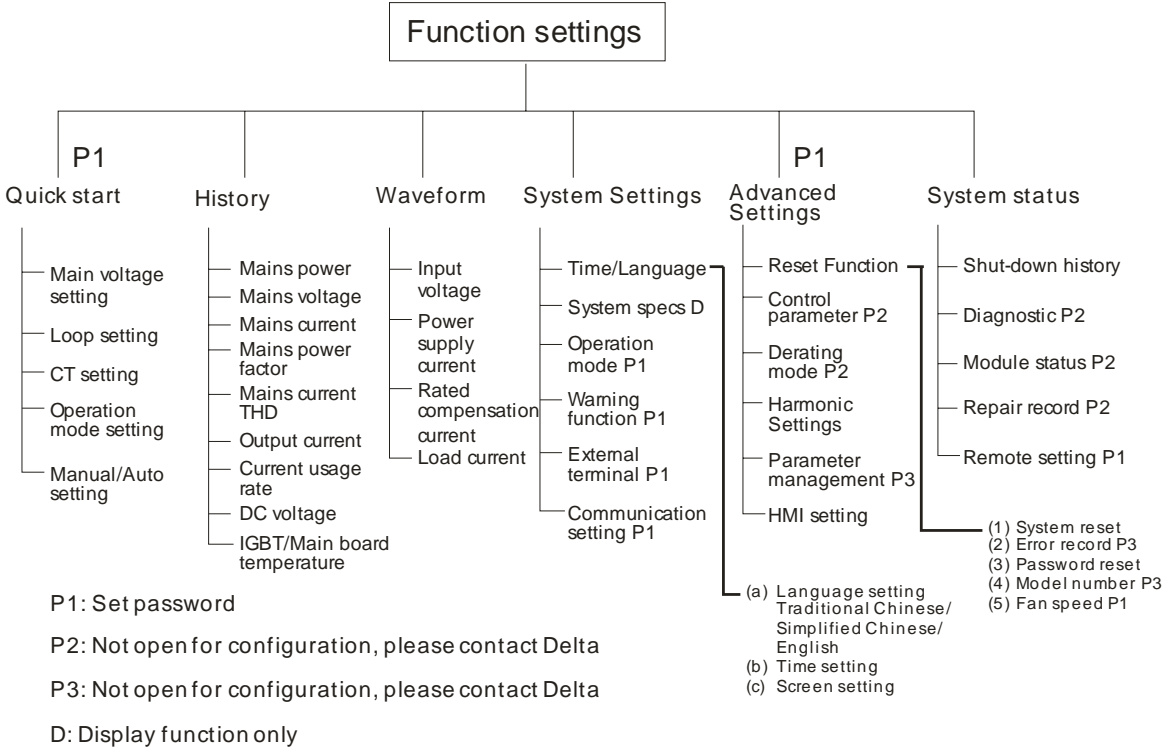 Function settings
P1
Quick start
Main voltage
setting
Loop setting
CT setting
Operation
mode setting
Manual/Auto
setting
History
Mains power
Mains voltage
Mains current
Mains power
factor
Mains current
THD
Output current
Current usage
rate
DC voltage
IGBT/Main board
temperature
Waveform
Input
voltage
Power
supply
current
Rated
compensation
current
Load current
System Settings
Time/Language
System specs D
Operation
mode P1
Warning
function P1
External
terminal P1
Communication
setting P1
(a) Language setting
Traditional Chinese/
Simplified Chinese/
English
(b) Time setting
(c) Screen setting
P1
Advanced
Settings
Reset Function
Control
parameter P2
Derating
mode P2
Harmonic
Settings
Parameter
management P3
HMI setting
(1) System reset
(2) Error record P3
(3) Password reset
(4) Model number P3
(5) Fan speed P1
System status
Shut-down history
Diagnostic P2
Module status P2
Repair record P2
Remote setting P1
P1: Set password
P2: Not open for configuration, please contact Delta
P3: Not open for configuration, please contact Delta
D: Display function only